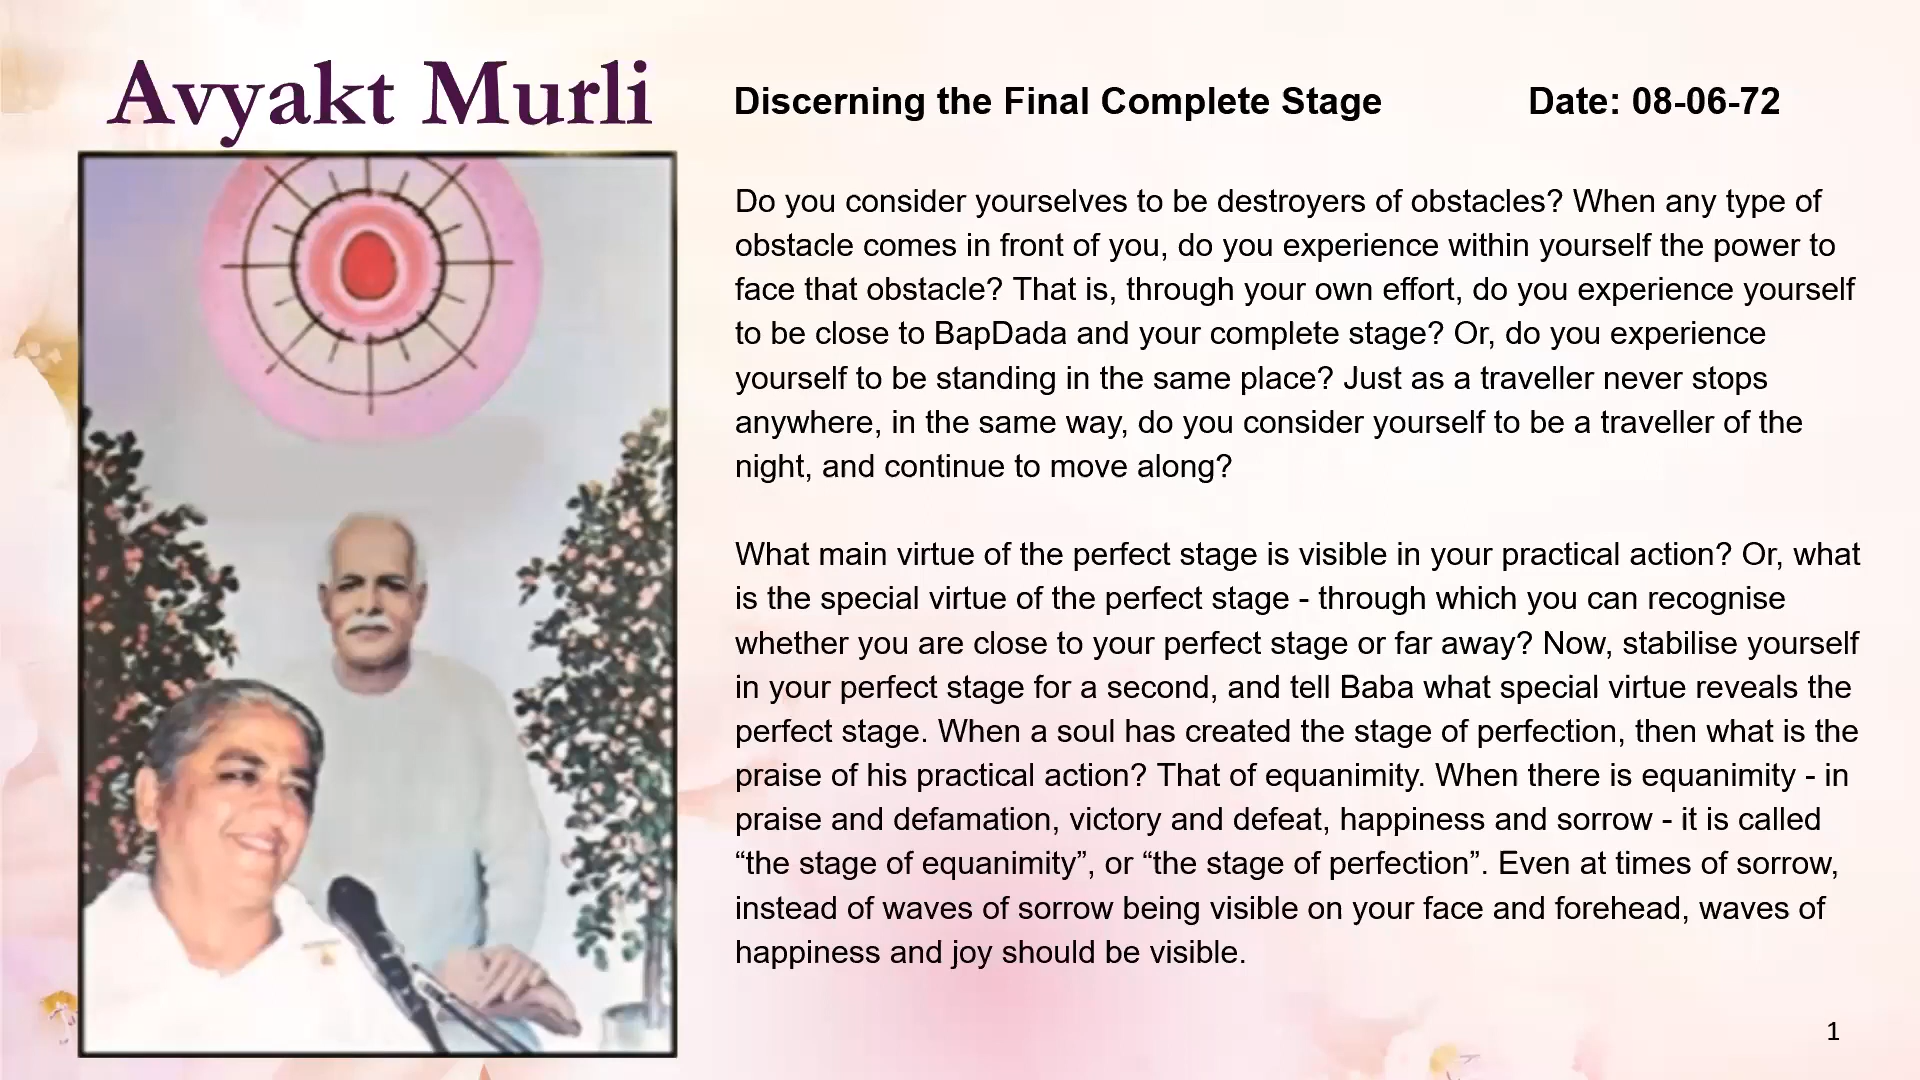 Avyakt Murli
Discerning the Final Complete Stage Date: 08-06-72
Do you consider yourselves to be destroyers of obstacles? When any type of
obstacle comes in front of you, do you experience within yourself the power to
face that obstacle? That is, through your own effort, do you experience yourself
to be close to BapDada and your complete stage? Or, do you experience
yourself to be standing in the same place? Just as a traveller never stops
anywhere, in the same way, do you consider yourself to be a traveller of the
night, and continue to move along?
What main virtue of the perfect stage is visible in your practical action? Or, what
is the special virtue of the perfect stage - through which you can recognise
whether you are close to your perfect stage or far away? Now, stabilise yourself
in your perfect stage for a second, and tell Baba what special virtue reveals the
perfect stage. When a soul has created the stage of perfection, then what is the
praise of his practical action? That of equanimity. When there is equanimity - in
praise and defamation, victory and defeat, happiness and sorrow - it is called
“the stage of equanimity”, or “the stage of perfection”. Even at times of sorrow,
instead of waves of sorrow being visible on your face and forehead, waves of
happiness and joy should be visible.
1